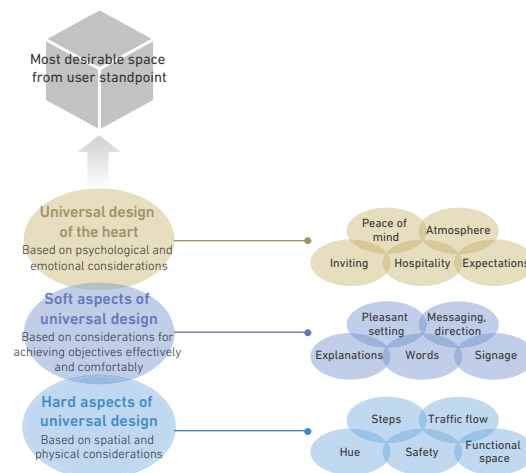 Most desirable space
from user standpoint
Universal design
of the heart
Based on psychological and
emotional considerations
Peace of
mind
Atmosphere
Inviting
Hospitality
Expectations
Soft aspects of
universal design
Based on considerations for
achieving objectives effectively
and comfortably
Pleasant
setting
Messaging,
direction
Explanations
Words
Signage
Hard aspects of
universal design
Based on spatial and
physical considerations
Steps
Traffic flow
Hue
Safety
Functional
space